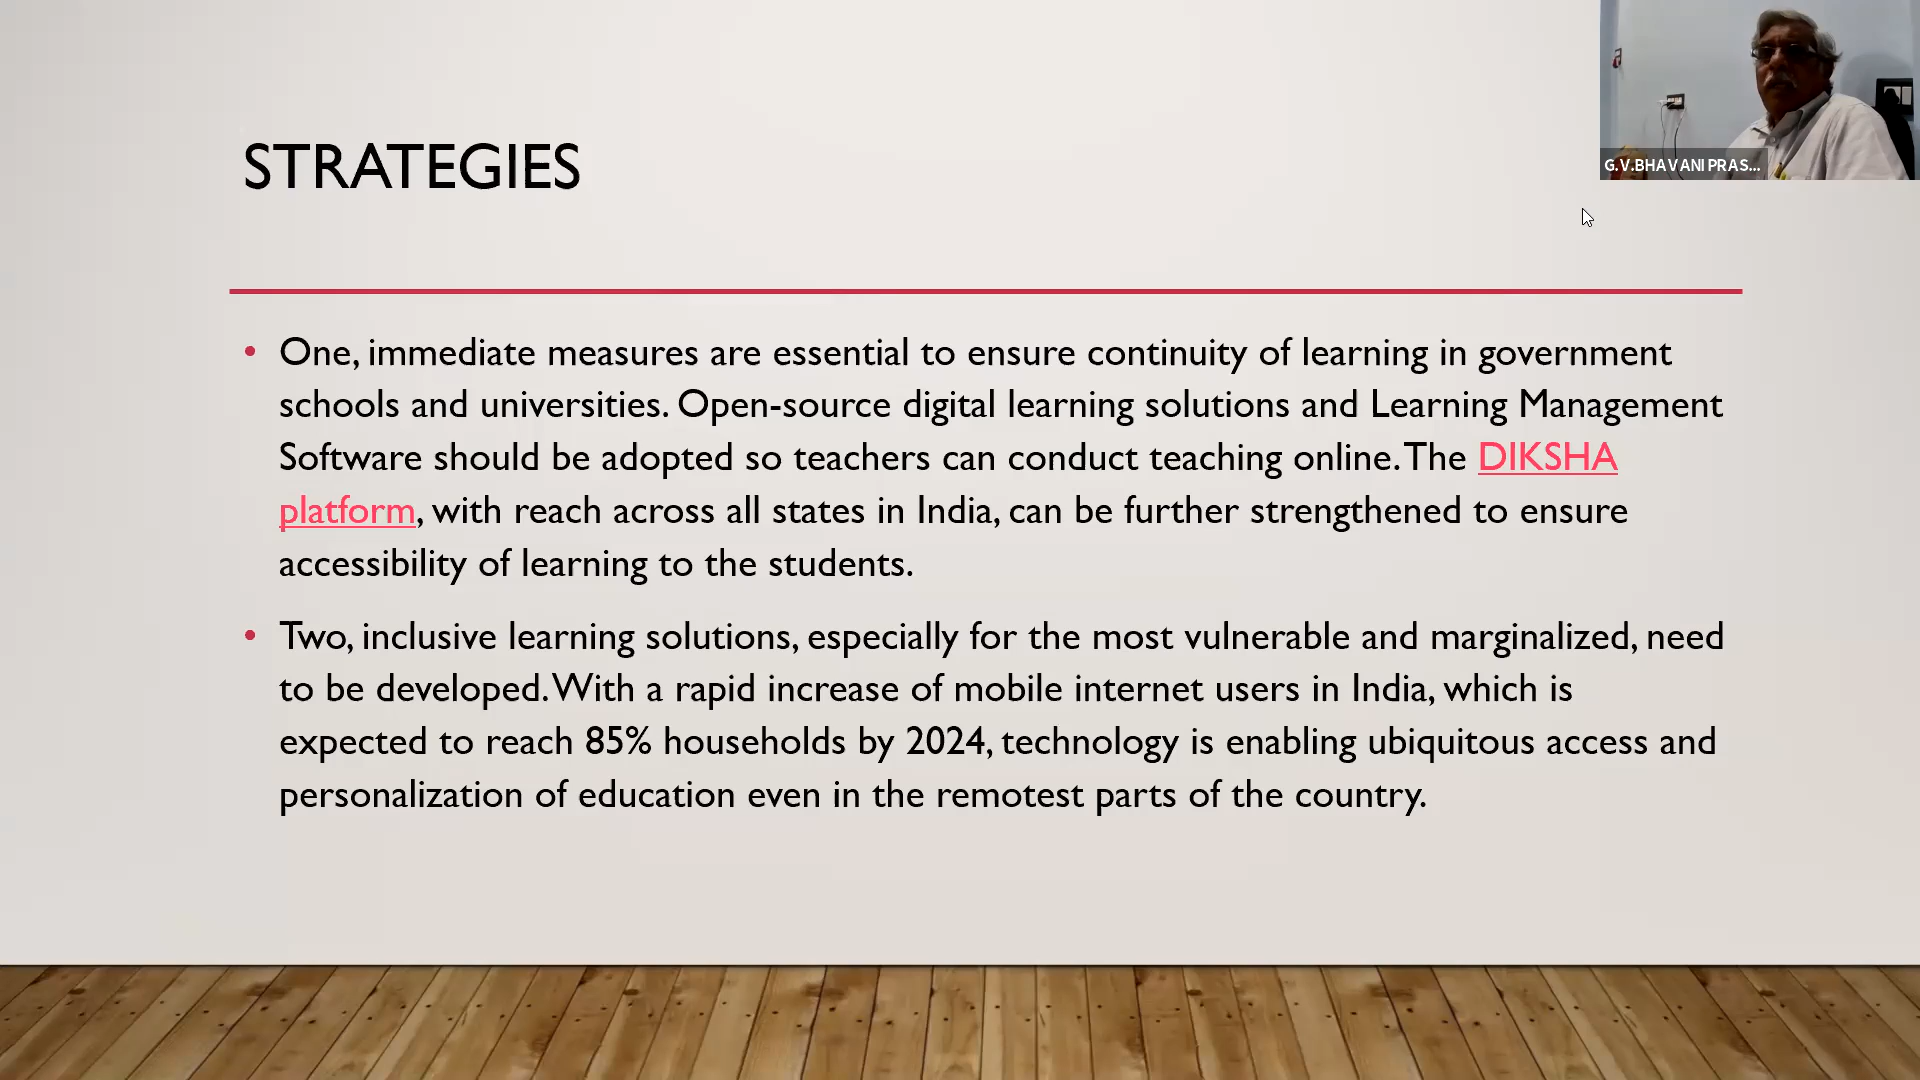 G.V.BHAVANI PRAS...
STRATEGIES
• One, immediate measures are essential to ensure continuity of learning in government
schools and universities. Open-source digital learning solutions and Learning Management
Software should be adopted so teachers can conduct teaching online. The DIKSHA
platform, with reach across all states in India, can be further strengthened to ensure
accessibility of learning to the students.
• Two, inclusive learning solutions, especially for the most vulnerable and marginalized, need
to be developed. With a rapid increase of mobile internet users in India, which is
expected to reach 85% households by 2024, technology is enabling ubiquitous access and
personalization of education even in the remotest parts of the country.